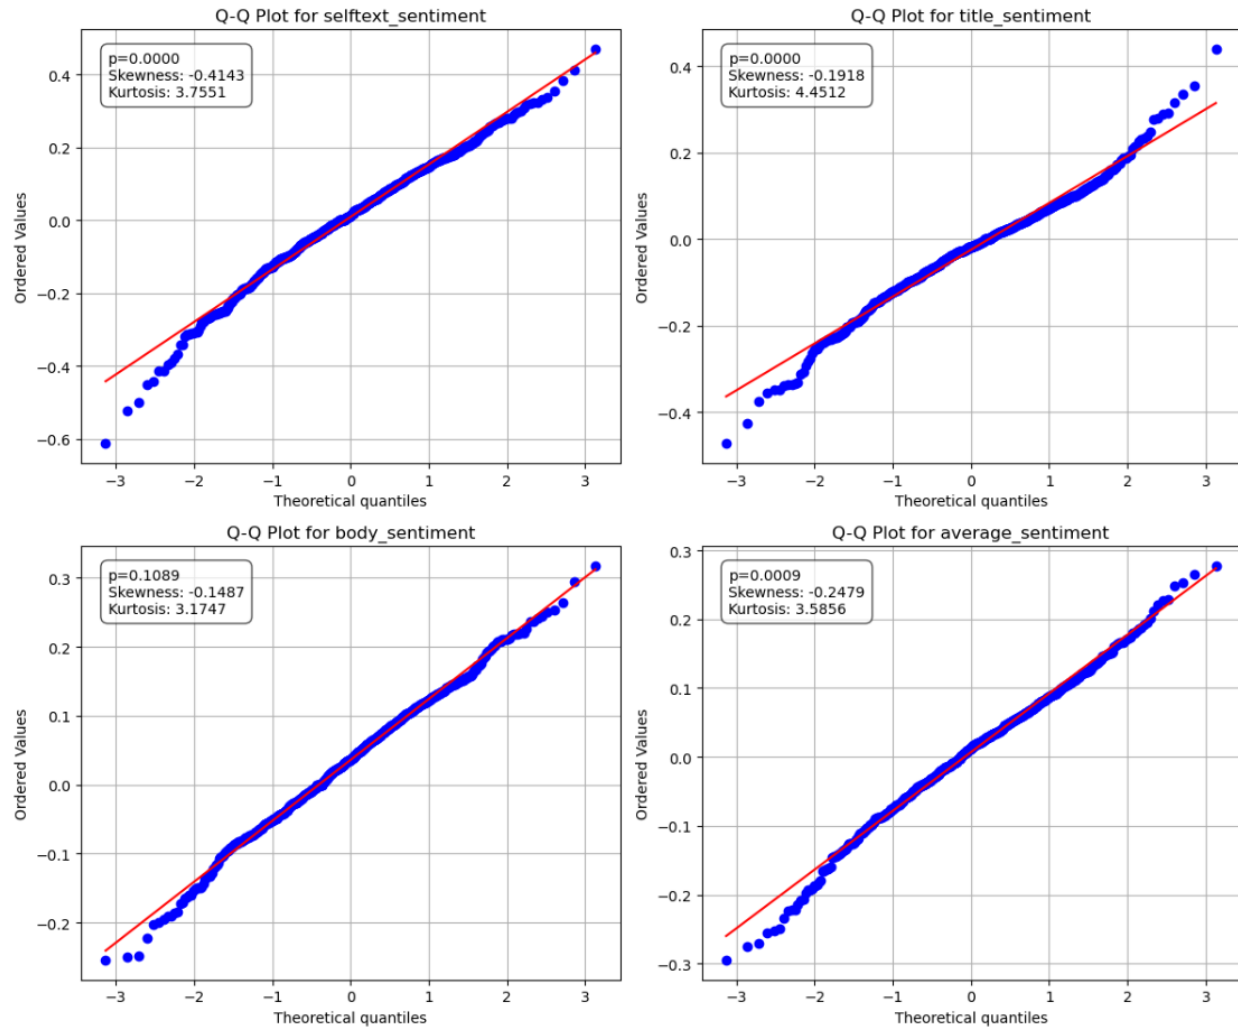 Q-Q Plot for selftext_sentiment
p=0.0000
Skewness: -0.4143
Kurtosis: 3.7551
Ordered Values
0.4
0.2
0.0
−0.2
−0.4
−0.6
−3 −2 −1 0 1 2 3
Theoretical quantiles
Q-Q Plot for title_sentiment
p=0.0000
Skewness: -0.1918
Kurtosis: 4.4512
Ordered Values
0.4
0.2
0.0
−0.2
−0.4
−3 −2 −1 0 1 2 3
Theoretical quantiles
Q-Q Plot for body_sentiment
p=0.1089
Skewness: -0.1487
Kurtosis: 3.1747
Ordered Values
0.3
0.2
0.1
0.0
−0.1
−0.2
−3 −2 −1 0 1 2 3
Theoretical quantiles
Q-Q Plot for average_sentiment
p=0.0009
Skewness: -0.2479
Kurtosis: 3.5856
Ordered Values
0.3
0.2
0.1
0.0
−0.1
−0.2
−0.3
−3 −2 −1 0 1 2 3
Theoretical quantiles